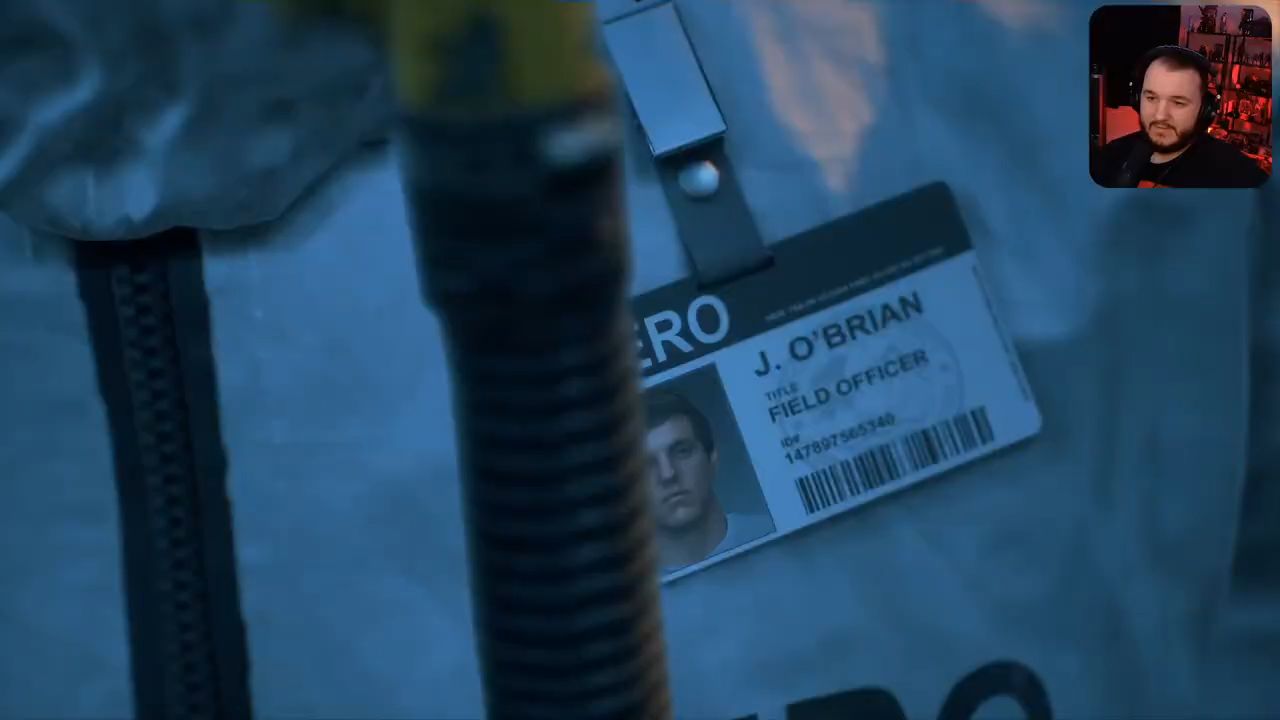 ERO
J. O'BRIAN
TITLE
FIELD OFFICER
ID#
147897565340